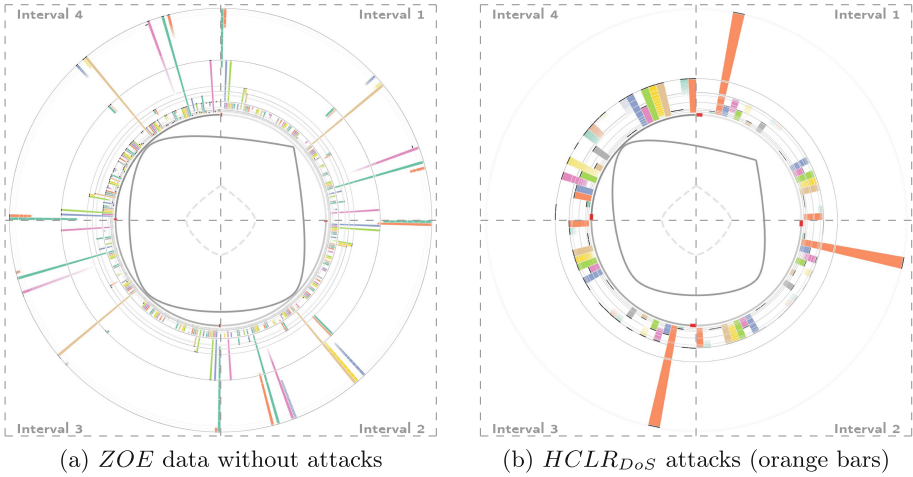 Interval 4
Interval 1
Interval 3
Interval 2
Interval 4
Interval 1
Interval 3
Interval 2
(a) ZOE data without attacks
(b) HCLR_DoS attacks (orange bars)